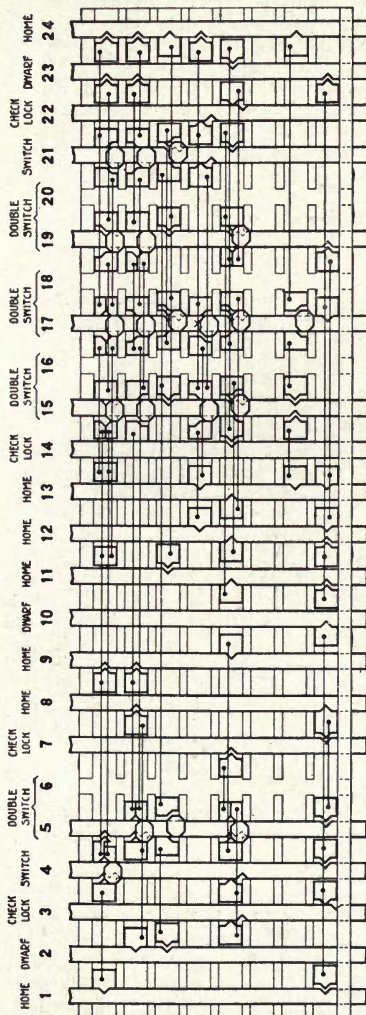 HOME 1
DWARF 2
CHECK LOCK 3
SWITCH 4
DOUBLE SWITCH 5 6
CHECK LOCK 7
HOME 8
HOME 9
DWARF 10
HOME 11
HOME 12
HOME 13
CHECK LOCK 14
DOUBLE SWITCH 15 16
DOUBLE SWITCH 17 18
DOUBLE SWITCH 19 20
SWITCH 21
CHECK LOCK 22
DWARF 23
HOME 24